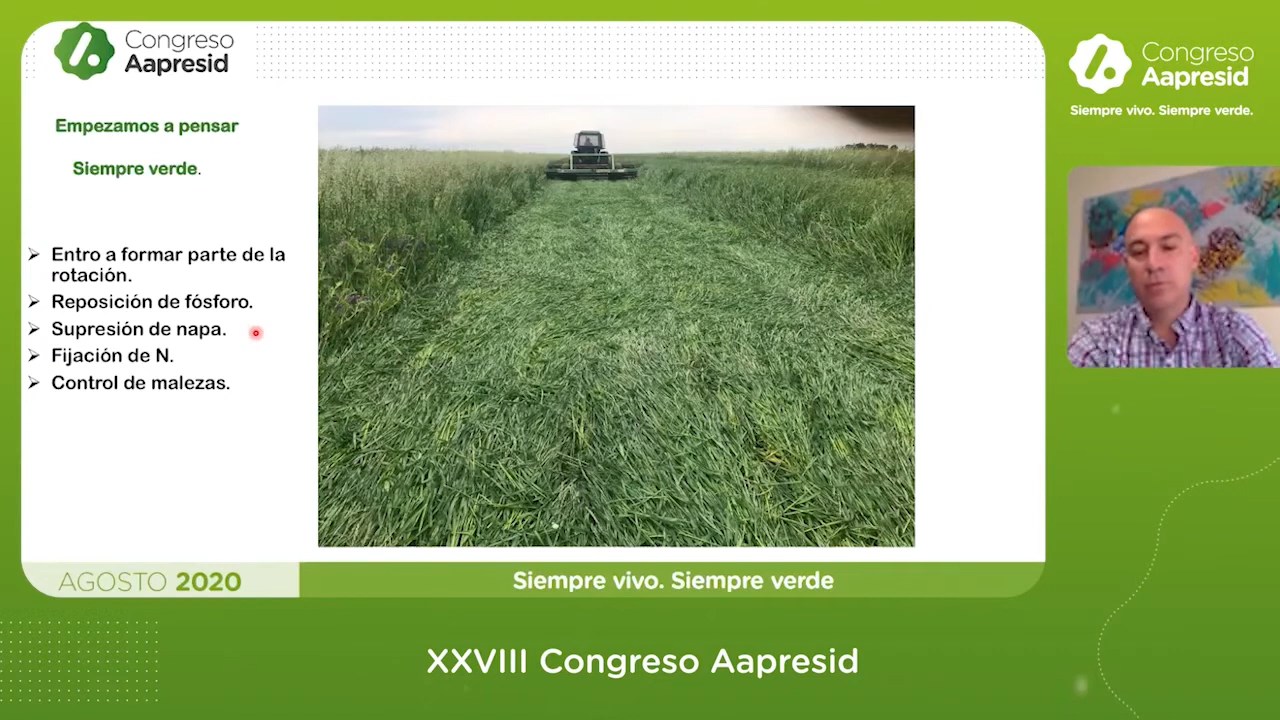 Congreso
Aapresid
Empezamos a pensar
Siempre verde.
Entro a formar parte de la
rotación.
Reposición de fósforo.
Supresión de napa.
Fijación de N.
Control de malezas.
AGOSTO 2020
Siempre vivo. Siempre verde
Congreso
Aapresid
Siempre vivo. Siempre verde.
XXVIII Congreso Aapresid